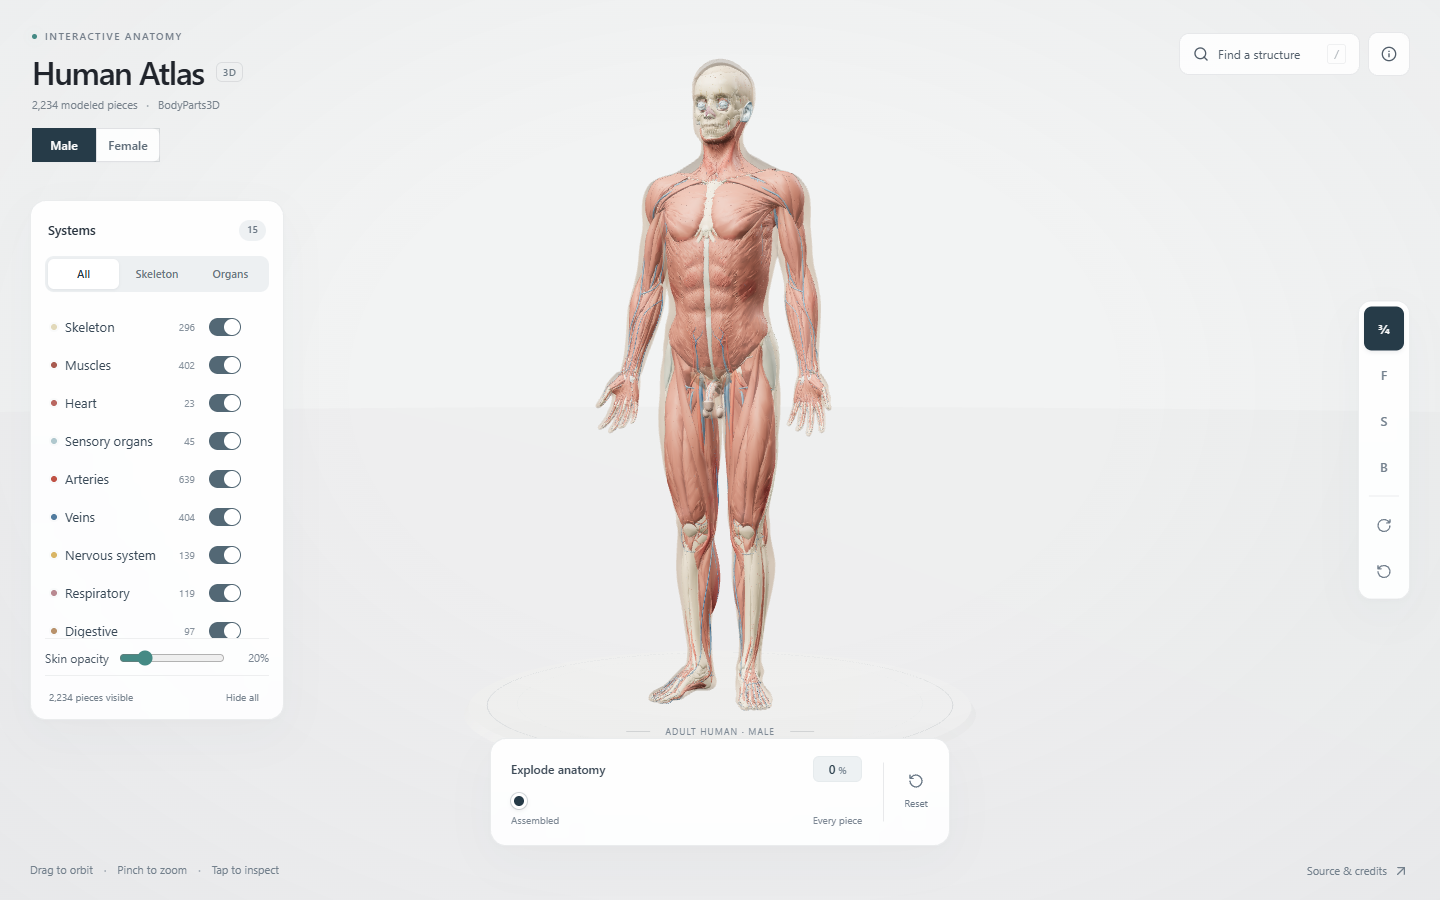 INTERACTIVE ANATOMY
Human Atlas 3D
2,234 modeled pieces · BodyParts3D
Male Female
Find a structure /
Systems 15
All Skeleton Organs
Skeleton 296
Muscles 402
Heart 23
Sensory organs 45
Arteries 639
Veins 404
Nervous system 139
Respiratory 119
Digestive 97
Skin opacity 20%
2,234 pieces visible Hide all
¾
F
S
B
ADULT HUMAN · MALE
Explode anatomy 0 %
Assembled Every piece
Reset
Drag to orbit · Pinch to zoom · Tap to inspect
Source & credits